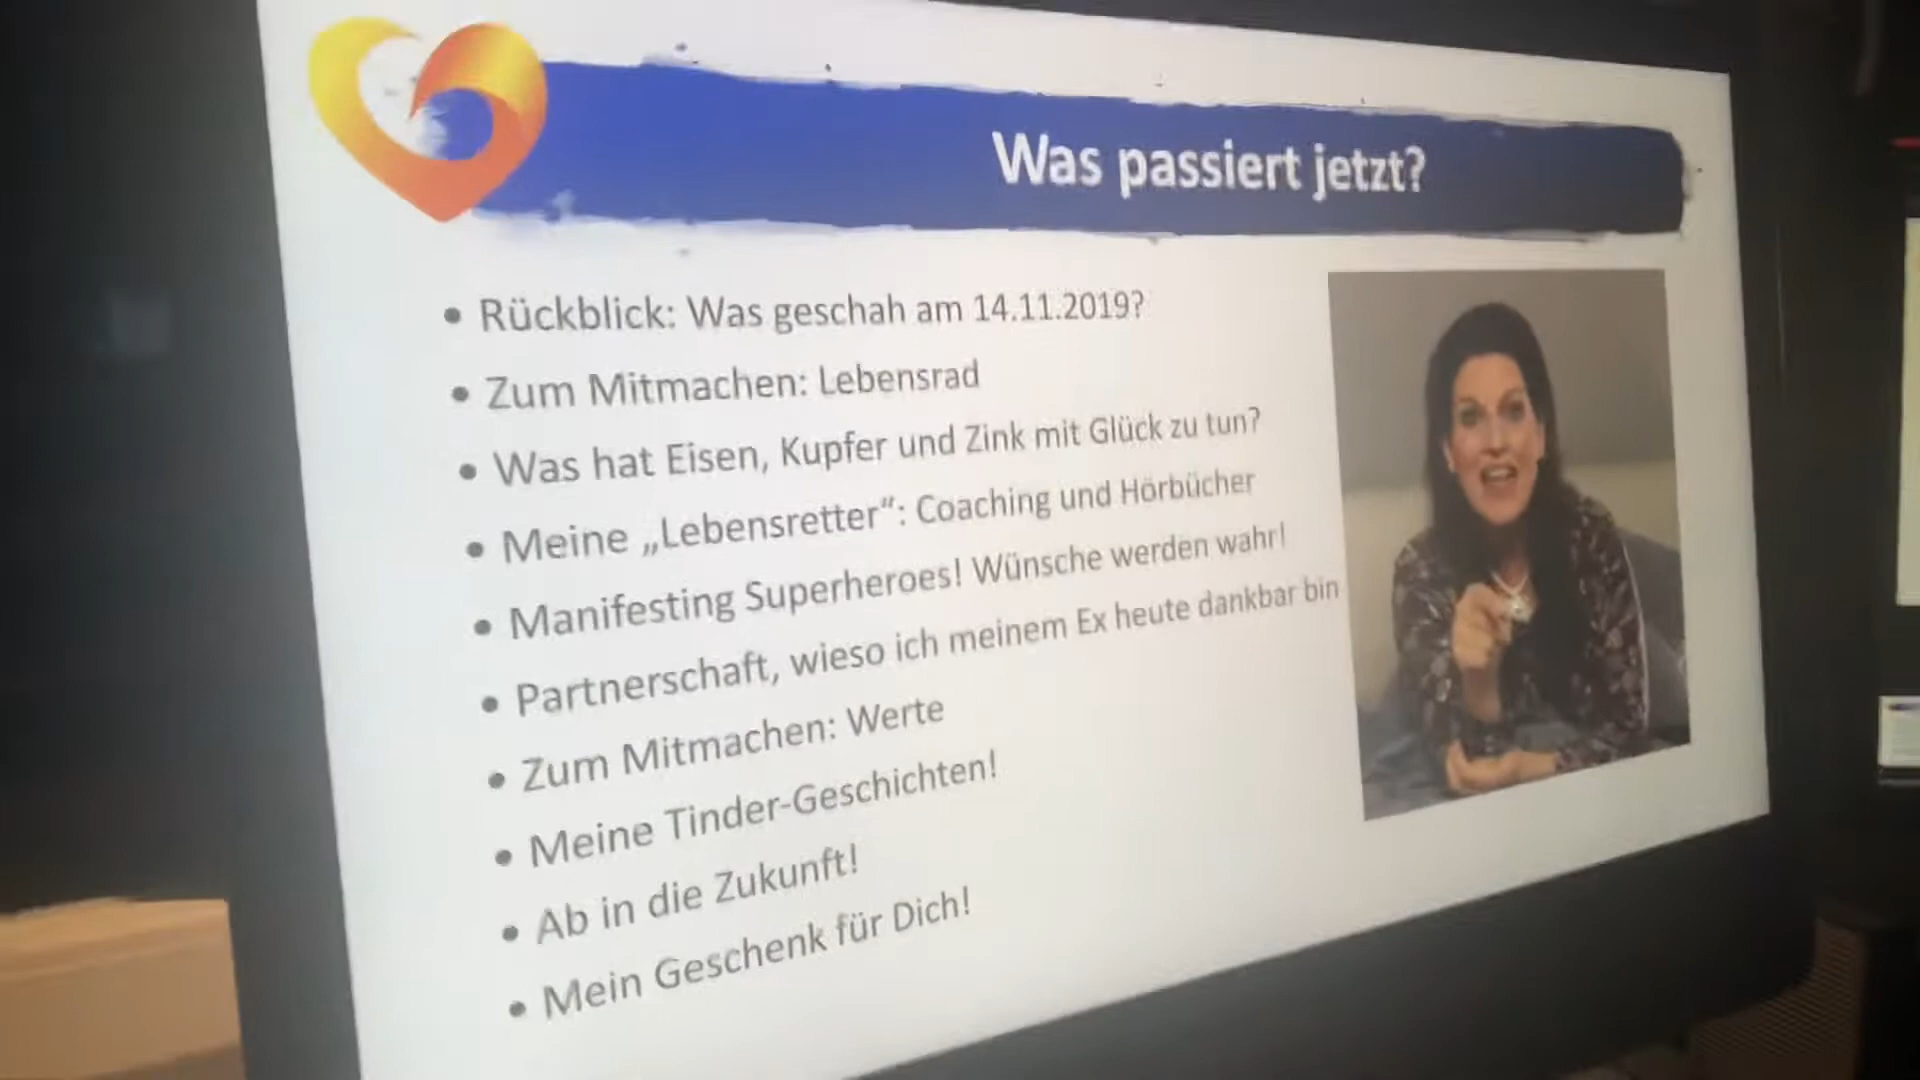 Was passiert jetzt?
• Rückblick: Was geschah am 14.11.2019?
• Zum Mitmachen: Lebensrad
• Was hat Eisen, Kupfer und Zink mit Glück zu tun?
• Meine „Lebensretter“: Coaching und Hörbücher
• Manifesting Superheroes! Wünsche werden wahr!
• Partnerschaft, wieso ich meinem Ex heute dankbar bin
• Zum Mitmachen: Werte
• Meine Tinder-Geschichten!
• Ab in die Zukunft!
• Mein Geschenk für Dich!